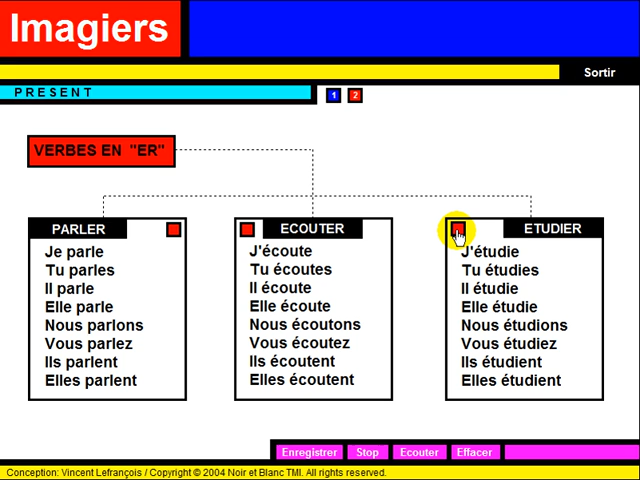 Imagiers
Sortir
PRESENT
1 2
VERBES EN "ER"
PARLER
Je parle
Tu parles
Il parle
Elle parle
Nous parlons
Vous parlez
Ils parlent
Elles parlent
ECOUTER
J'écoute
Tu écoutes
Il écoute
Elle écoute
Nous écoutons
Vous écoutez
Ils écoutent
Elles écoutent
ETUDIER
J'étudie
Tu étudies
Il étudie
Elle étudie
Nous étudions
Vous étudiez
Ils étudient
Elles étudient
Enregistrer Stop Ecouter Effacer
Conception: Vincent Lefrançois / Copyright © 2004 Noir et Blanc TMI. All rights reserved.